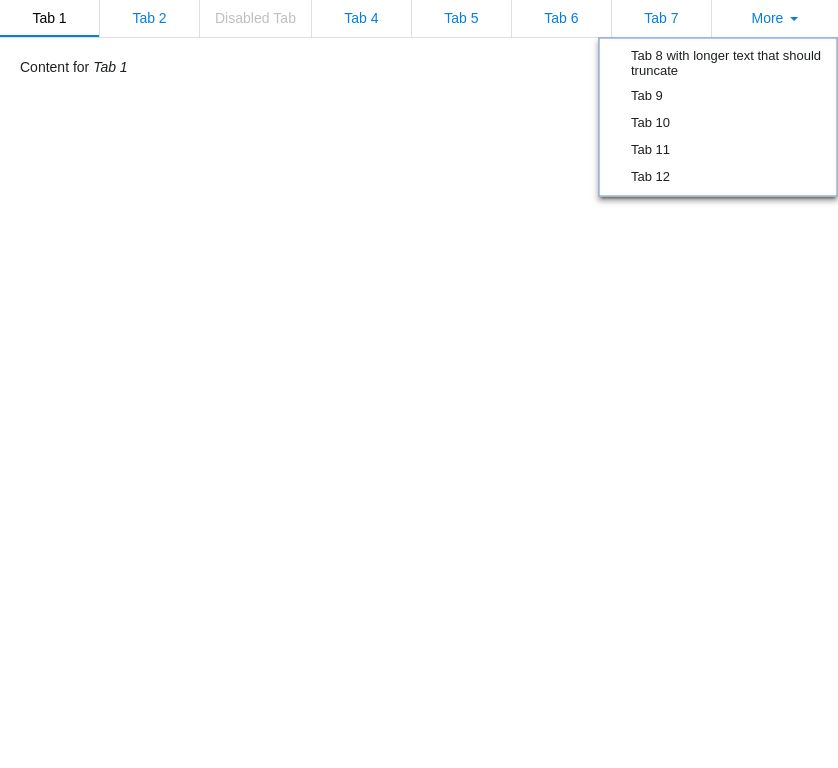 Tab 1 Tab 2 Disabled Tab Tab 4 Tab 5 Tab 6 Tab 7 More
Content for Tab 1
Tab 8 with longer text that should
truncate
Tab 9
Tab 10
Tab 11
Tab 12